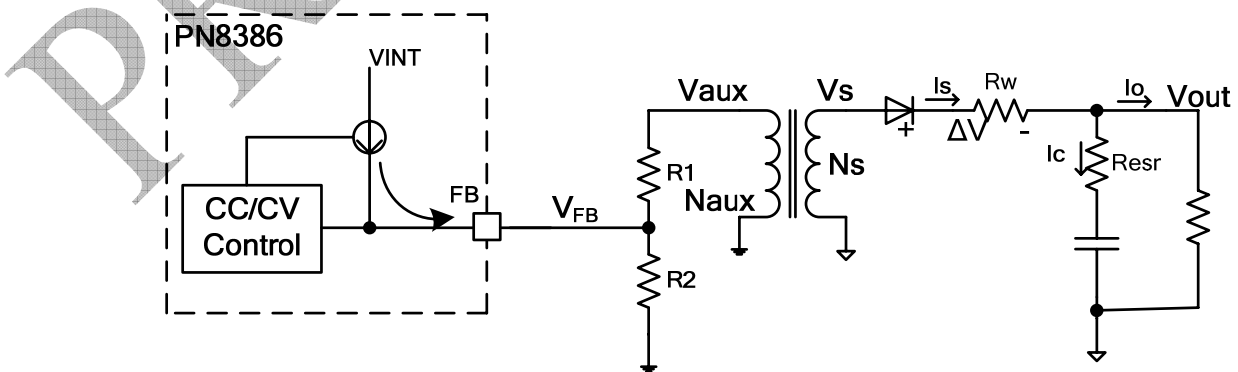 PN8386
VINT
CC/CV
Control
FB
VFB
Vaux
R1
Naux
R2
Vs
Ns
Is
Rw
+
ΔV
-
Io
Vout
Ic
Resr